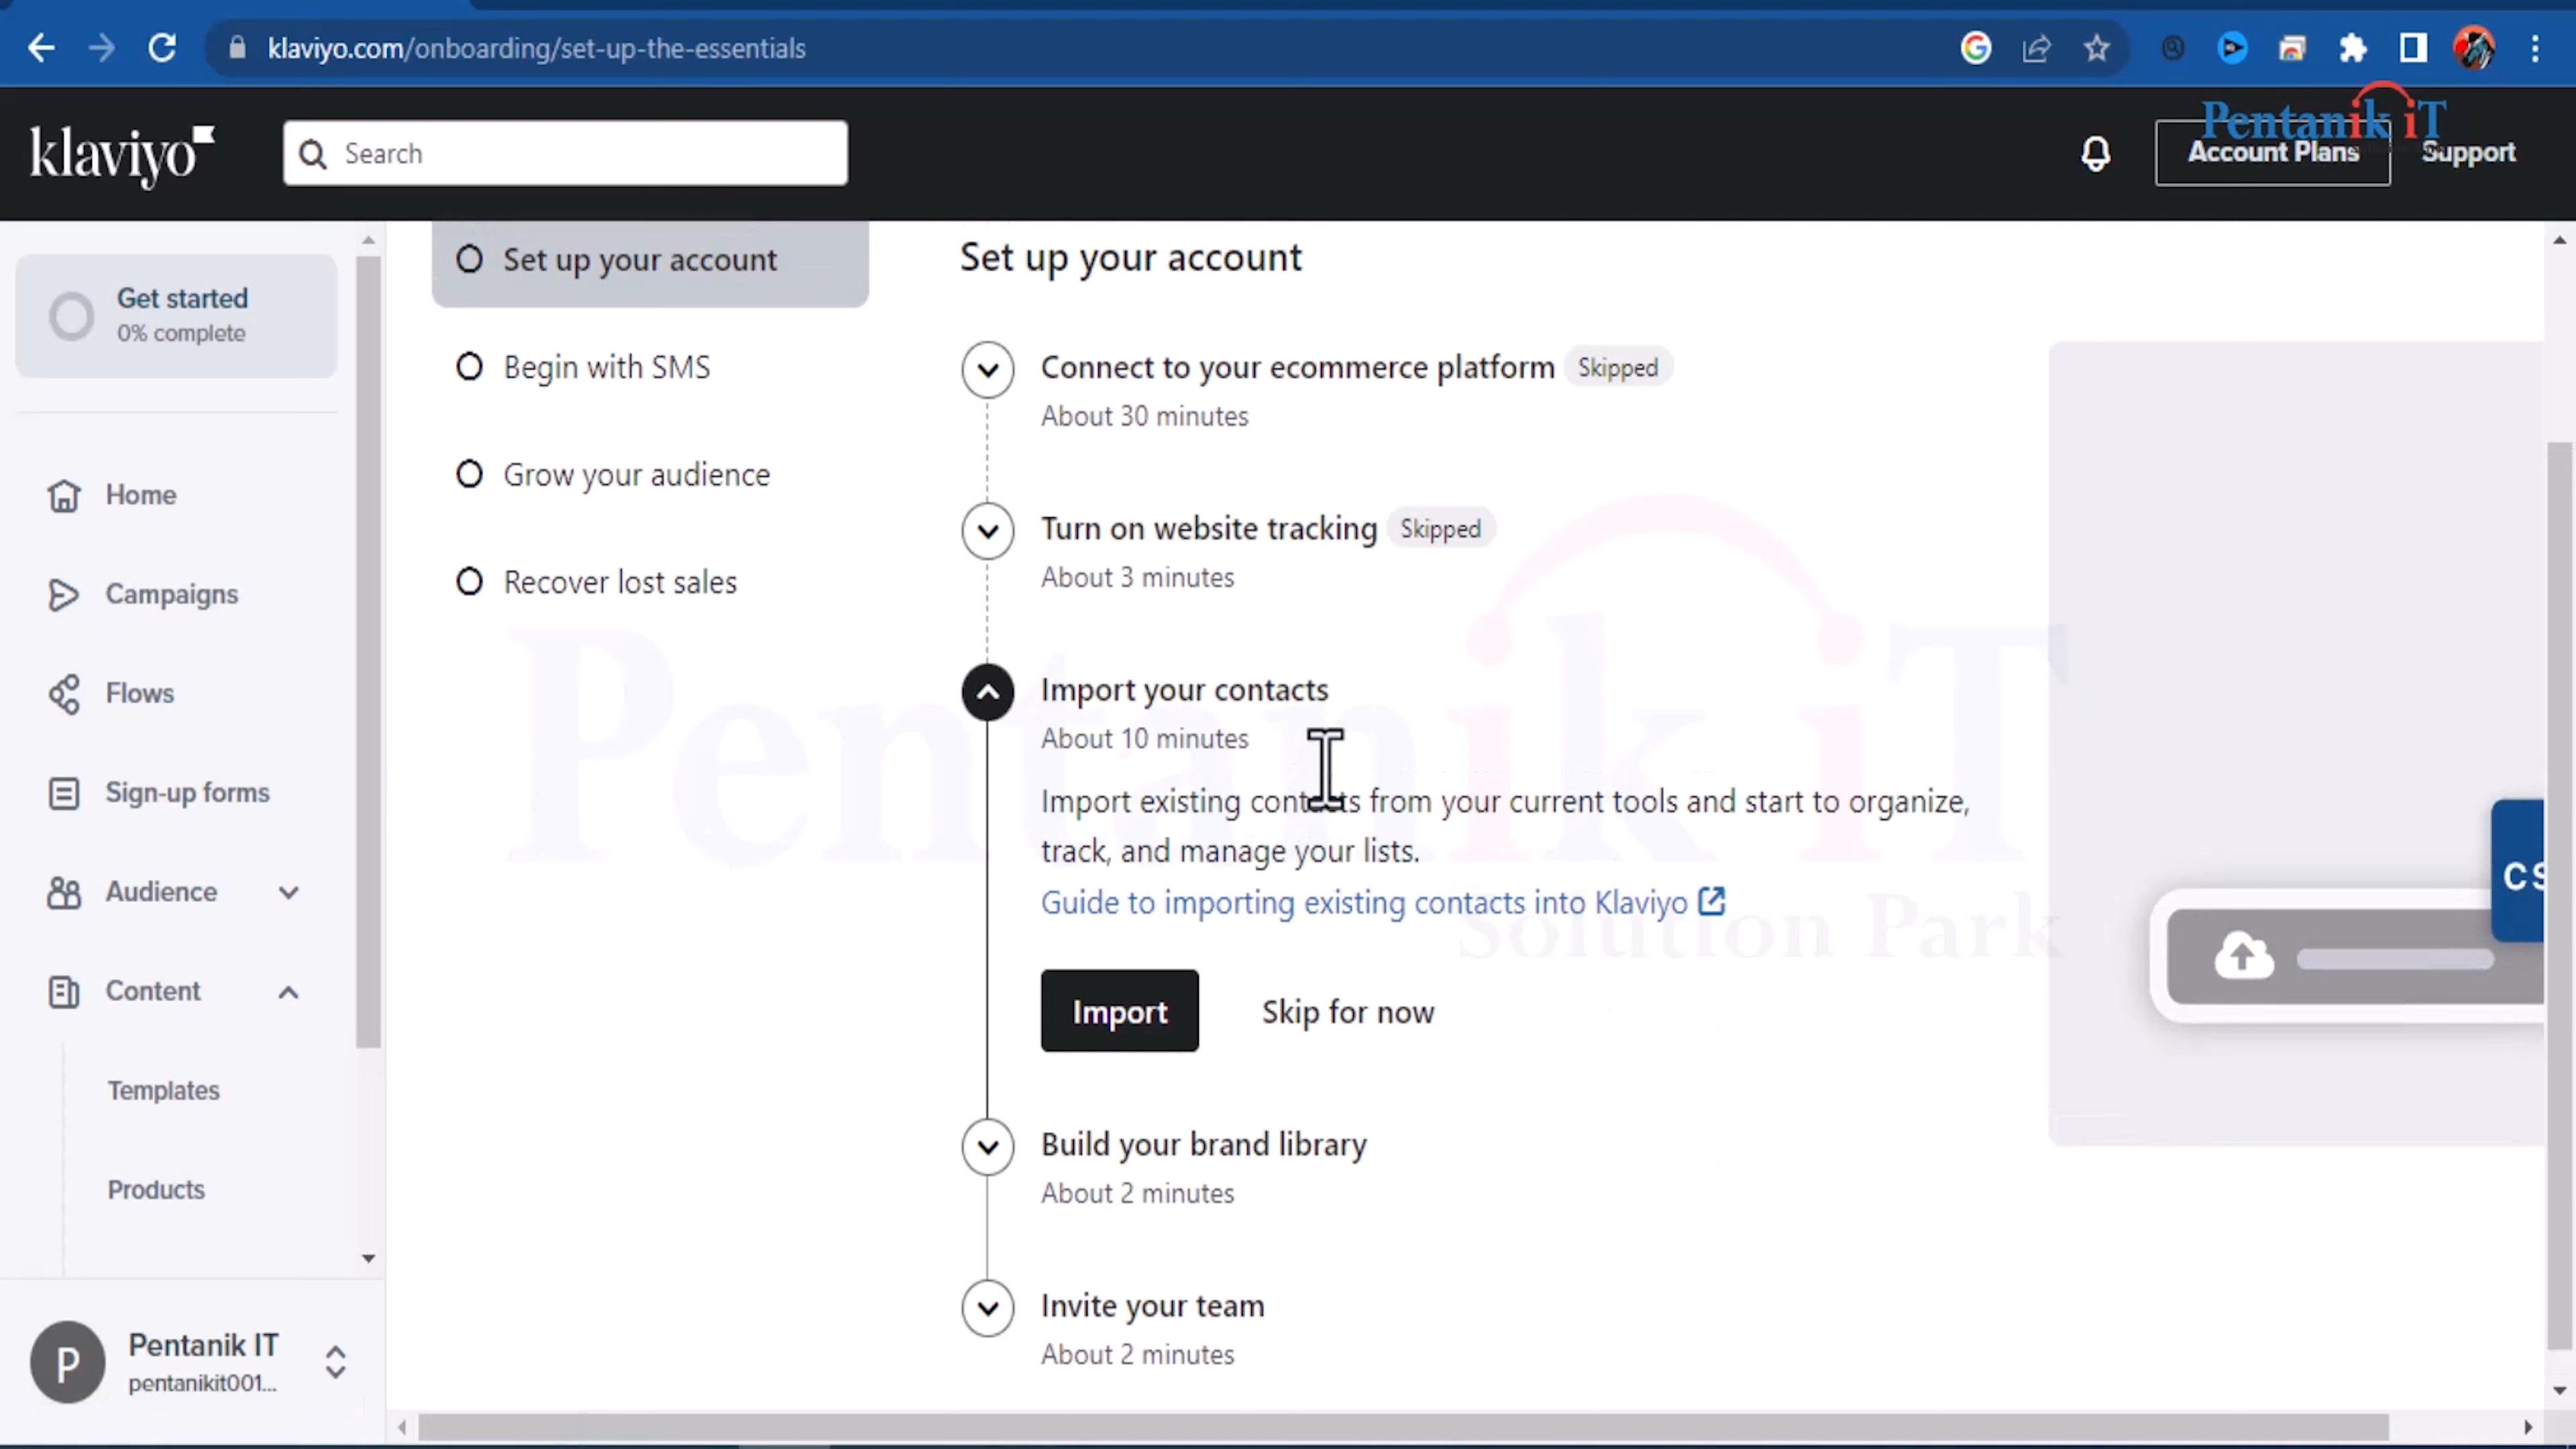 klaviyo.com/onboarding/set-up-the-essentials
Pentanik iT
klaviyo
Search
Account Plans
Support
Get started
0% complete
Home
Campaigns
Flows
Sign-up forms
Audience
Content
Templates
Products
Pentanik IT
P
pentanikit001...
Set up your account
Begin with SMS
Grow your audience
Recover lost sales
Set up your account
Connect to your ecommerce platform Skipped
About 30 minutes
Turn on website tracking Skipped
About 3 minutes
Import your contacts
About 10 minutes
Import existing contacts from your current tools and start to organize,
track, and manage your lists.
Guide to importing existing contacts into Klaviyo
Import
Skip for now
Build your brand library
About 2 minutes
Invite your team
About 2 minutes
CS
Pentanik iT
Solution Park